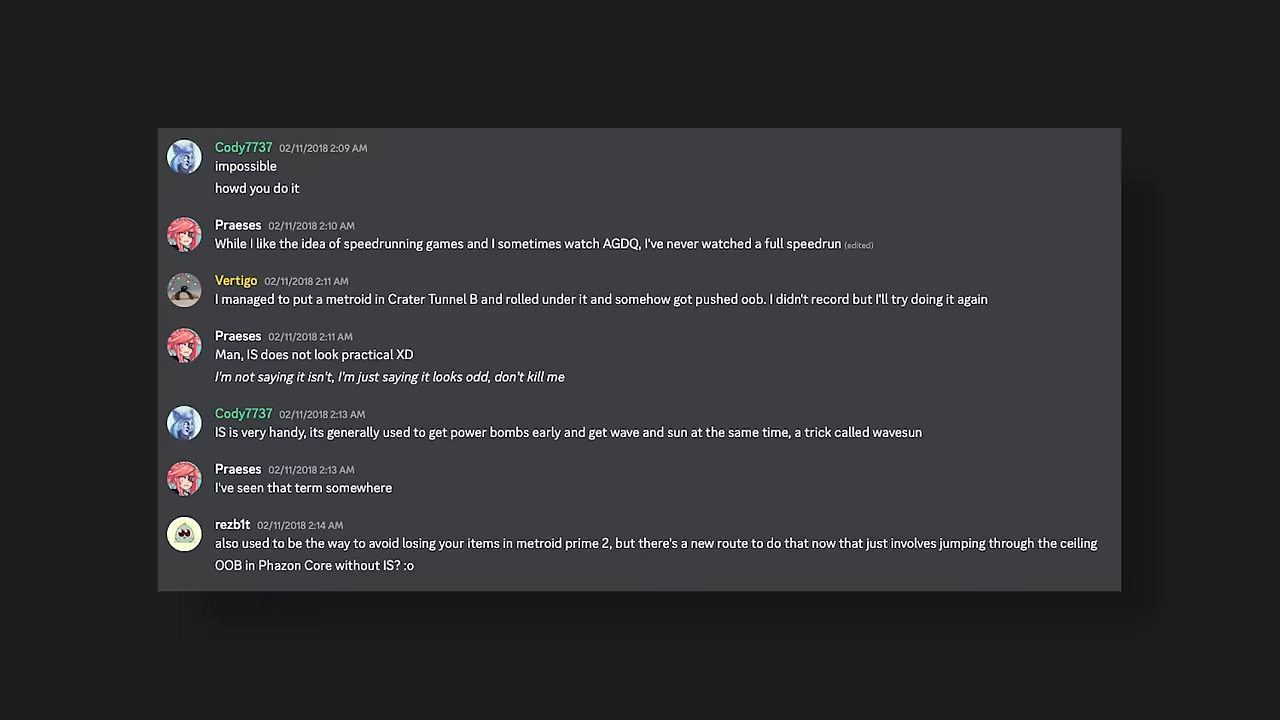 Cody7737 02/11/2018 2:09 AM
impossible
howd you do it
Praeses 02/11/2018 2:10 AM
While I like the idea of speedrunning games and I sometimes watch AGDQ, I've never watched a full speedrun (edited)
Vertigo 02/11/2018 2:11 AM
I managed to put a metroid in Crater Tunnel B and rolled under it and somehow got pushed oob. I didn't record but I'll try doing it again
Praeses 02/11/2018 2:11 AM
Man, IS does not look practical XD
I'm not saying it isn't, I'm just saying it looks odd, don't kill me
Cody7737 02/11/2018 2:13 AM
IS is very handy, its generally used to get power bombs early and get wave and sun at the same time, a trick called wavesun
Praeses 02/11/2018 2:13 AM
I've seen that term somewhere
rezb1t 02/11/2018 2:14 AM
also used to be the way to avoid losing your items in metroid prime 2, but there's a new route to do that now that just involves jumping through the ceiling
OOB in Phazon Core without IS? :o